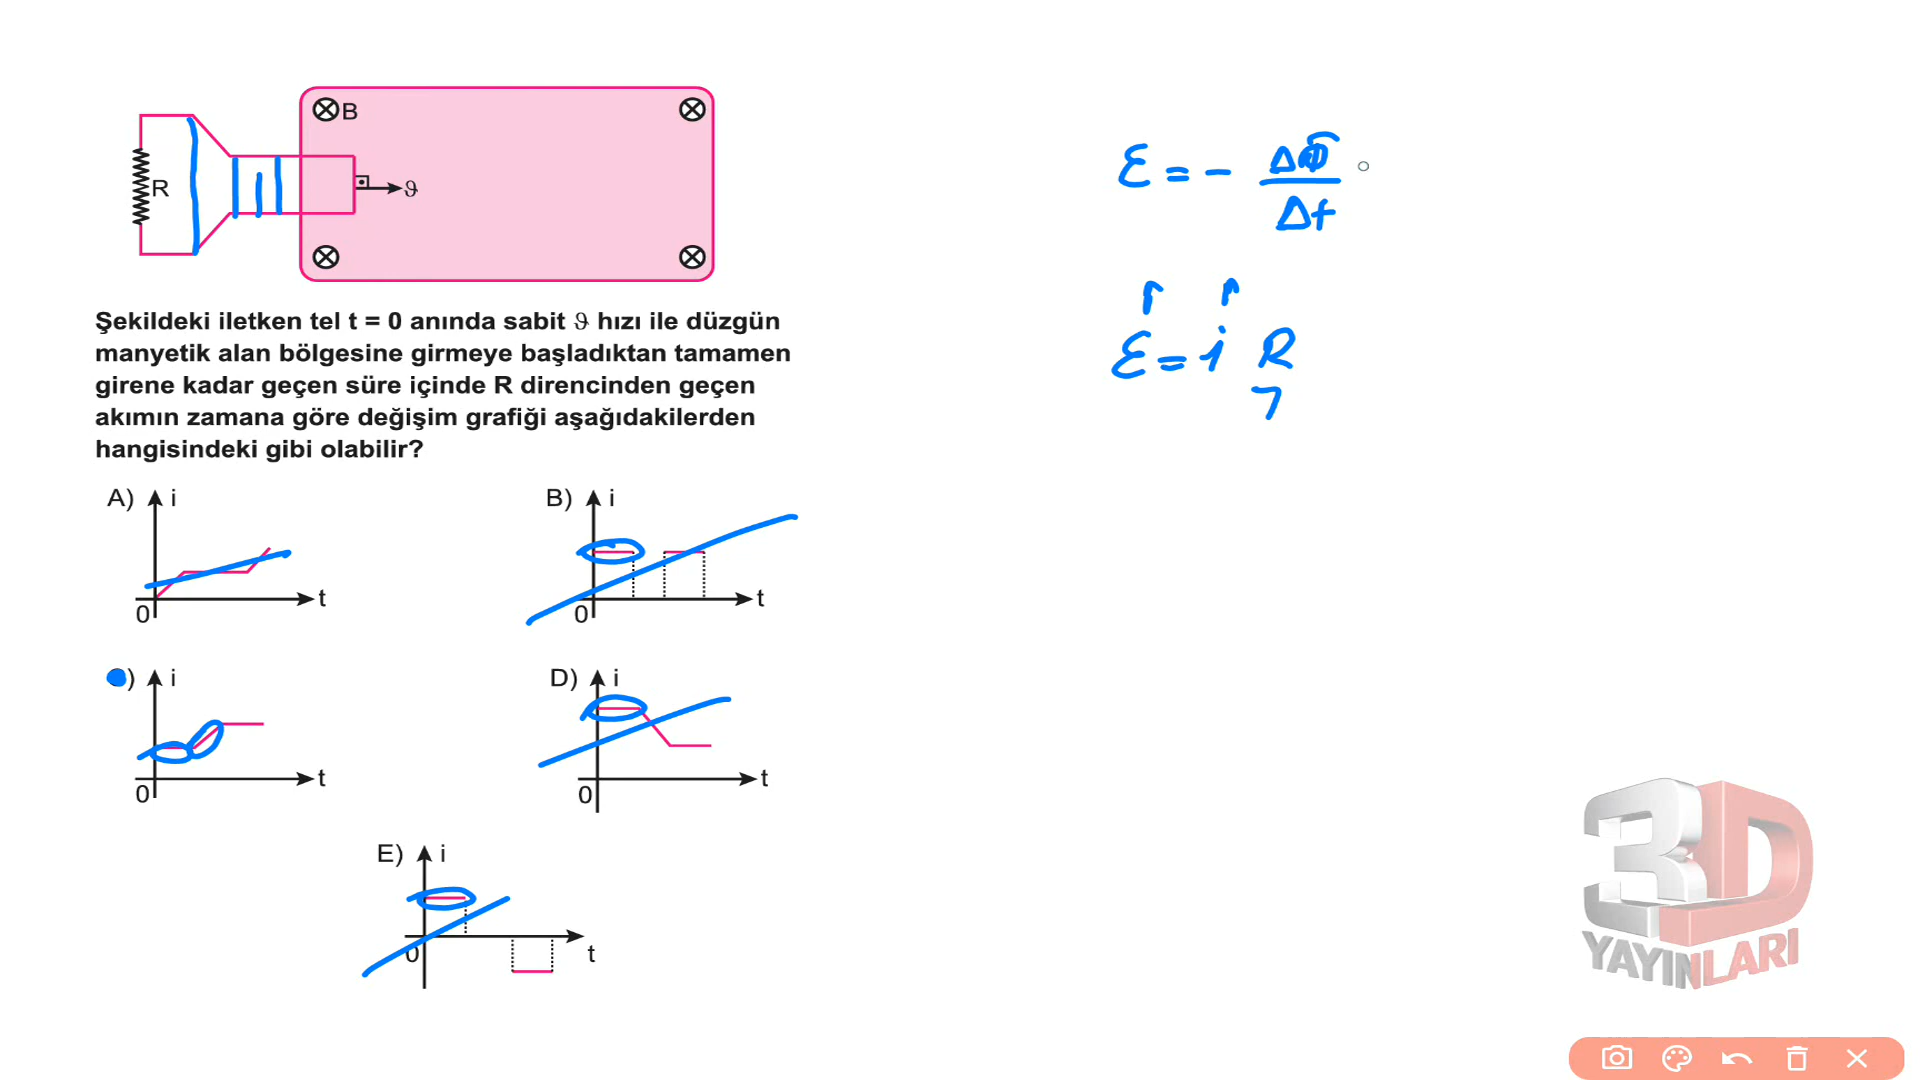 B
R
ϑ
Şekildeki iletken tel t = 0 anında sabit ϑ hızı ile düzgün
manyetik alan bölgesine girmeye başladıktan tamamen
girene kadar geçen süre içinde R direncinden geçen
akımın zamana göre değişim grafiği aşağıdakilerden
hangisindeki gibi olabilir?
A) i
t
0
B) i
t
0
) i
t
0
D) i
t
0
E) i
t
0
ε = - ΔΦ
Δt
ε = i R
3D
YAYINLARI